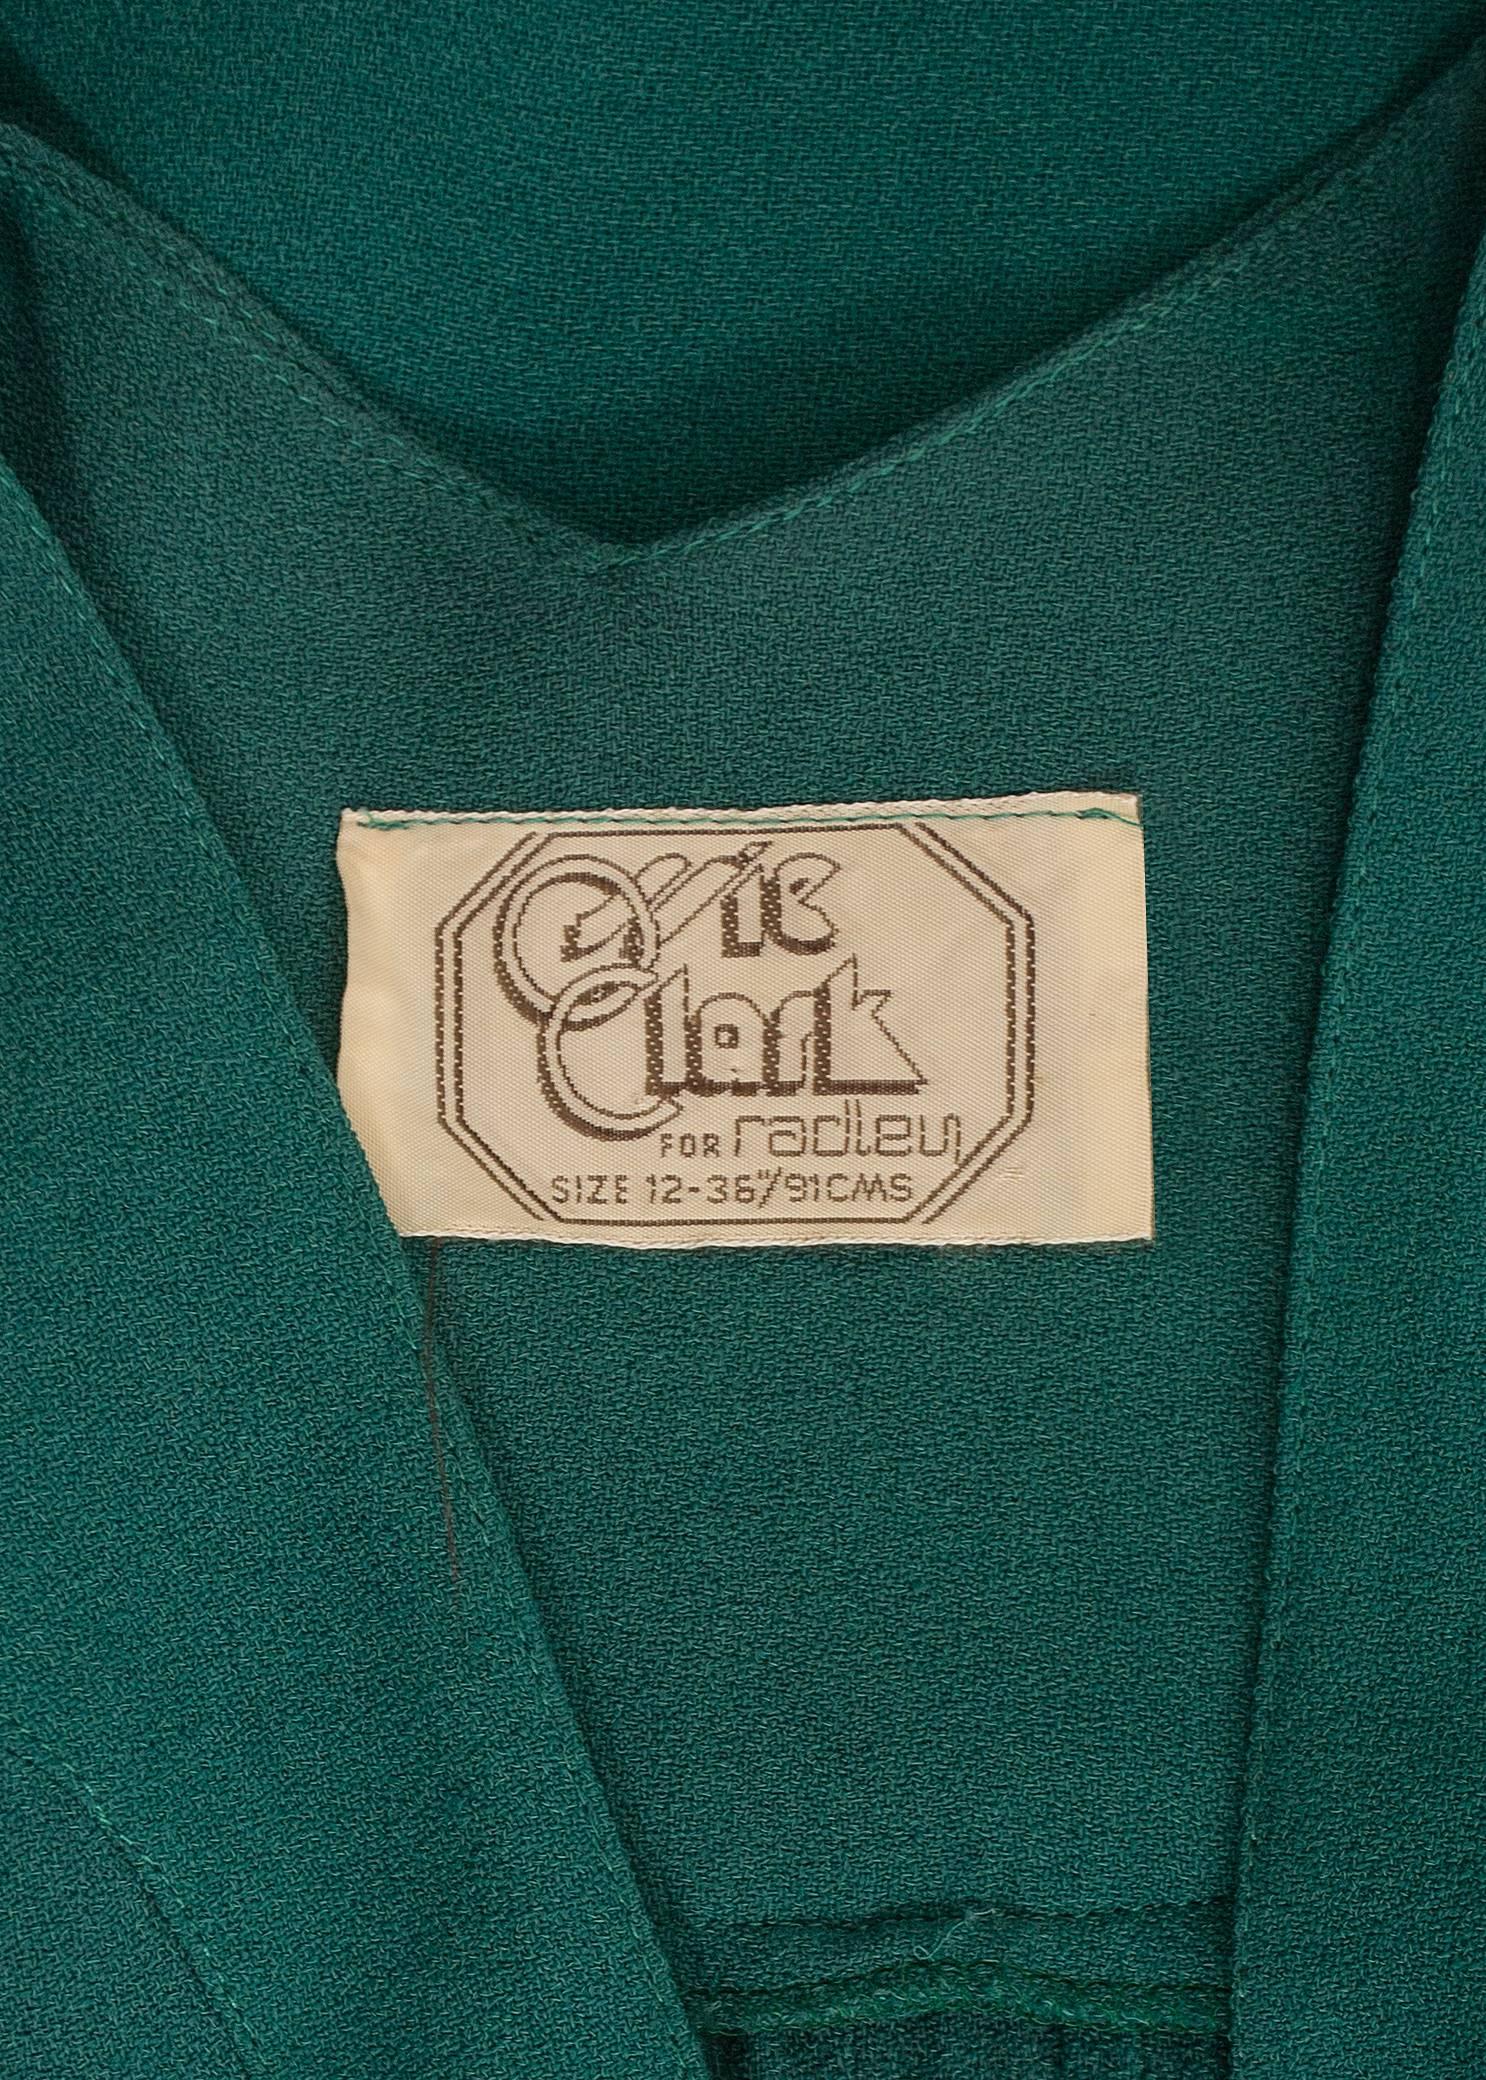 Ossie
Clark
FOR radley
SIZE 12-36"/91CMS